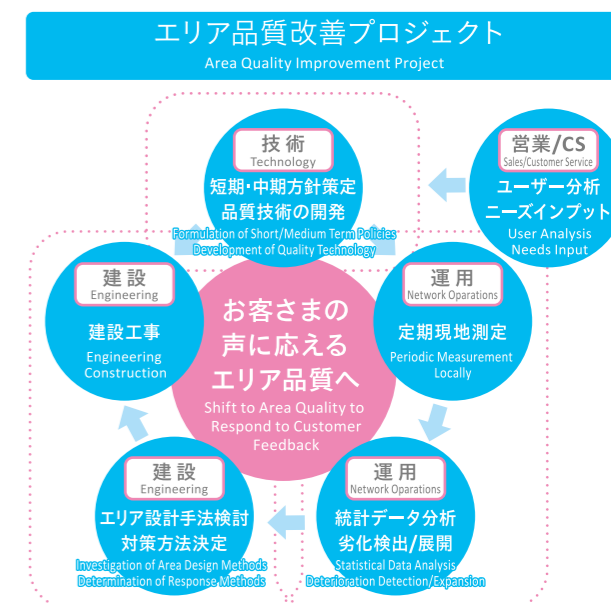 エリア品質改善プロジェクト
Area Quality Improvement Project
技術
Technology
短期・中期方針策定
品質技術の開発
Formulation of Short/Medium Term Policies
Development of Quality Technology
営業/CS
Sales/Customer Service
ユーザー分析
ニーズインプット
User Analysis
Needs Input
建設
Engineering
建設工事
Engineering
Construction
お客さまの
声に応える
エリア品質へ
Shift to Area Quality to
Respond to Customer
Feedback
運用
Network Oparations
定期現地測定
Periodic Measurement
Locally
建設
Engineering
エリア設計手法検討
対策方法決定
Investigation of Area Design Methods
Determination of Response Methods
運用
Network Oparations
統計データ分析
劣化検出/展開
Statistical Data Analysis
Deterioration Detection/Expansion